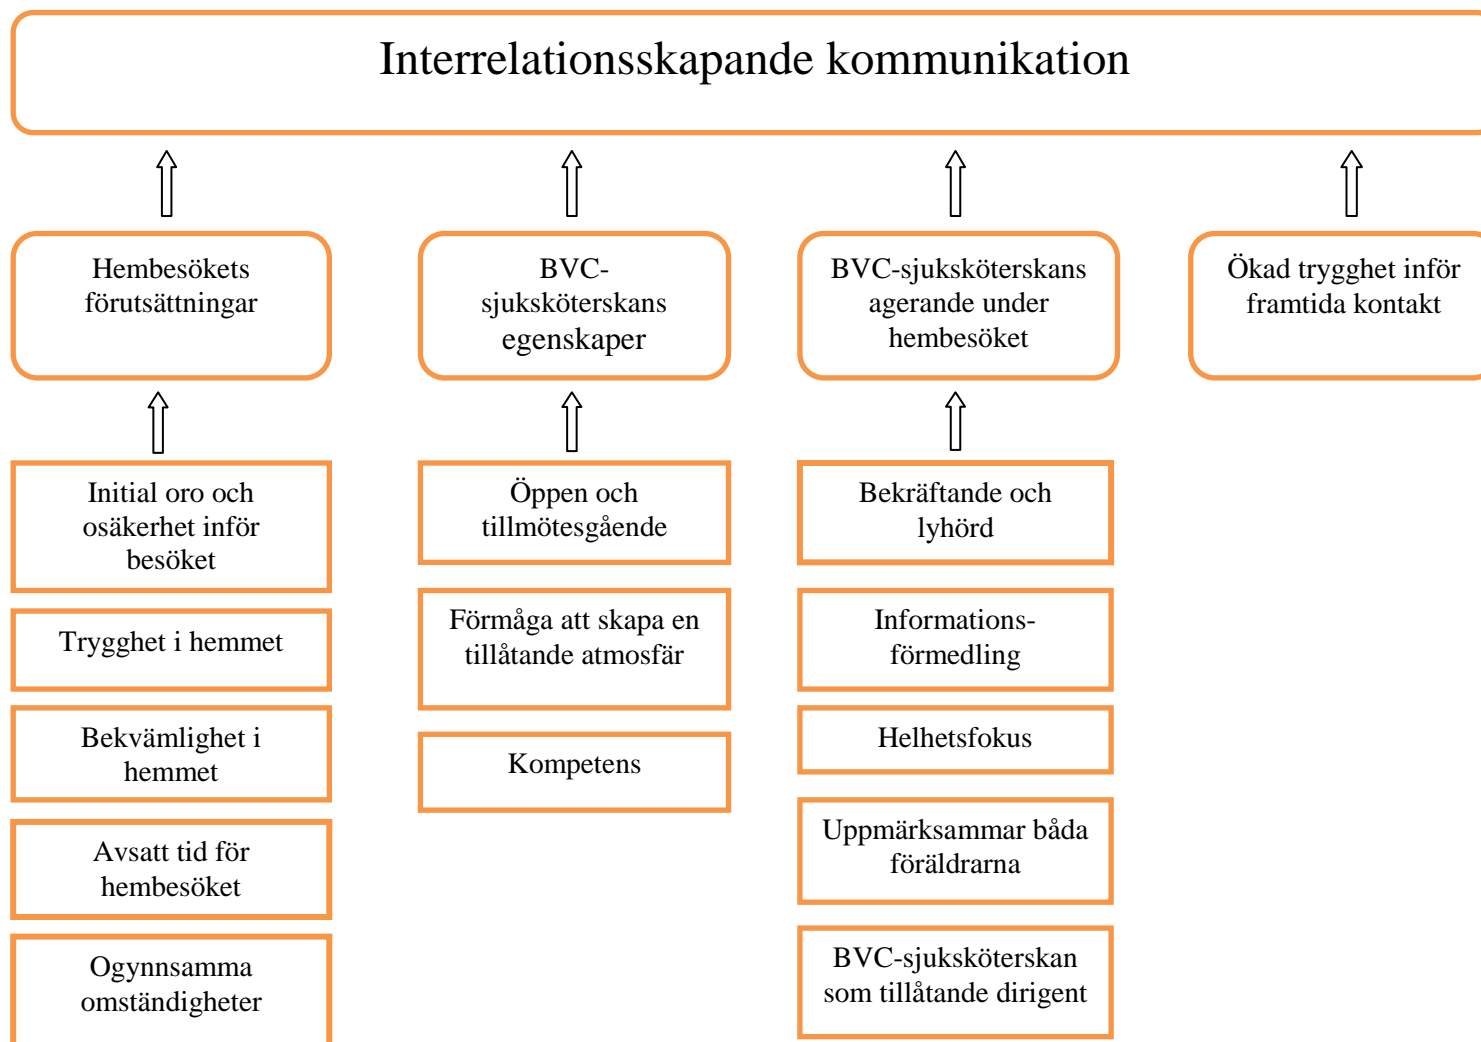 Interrelationsskapande kommunikation
Hembesökets
förutsättningar
BVC-
sjuksköterskans
egenskaper
BVC-sjuksköterskans
agerande under
hembesöket
Ökad trygghet inför
framtida kontakt
Initial oro och
osäkerhet inför
besöket
Trygghet i hemmet
Bekvämlighet i
hemmet
Avsatt tid för
hembesöket
Ogynnsamma
omständigheter
Öppen och
tillmötesgående
Förmåga att skapa en
tillåtande atmosfär
Kompetens
Bekräftande och
lyhörd
Informations-
förmedling
Helhetsfokus
Uppmärksammar båda
föräldrarna
BVC-sjuksköterskan
som tillåtande dirigent